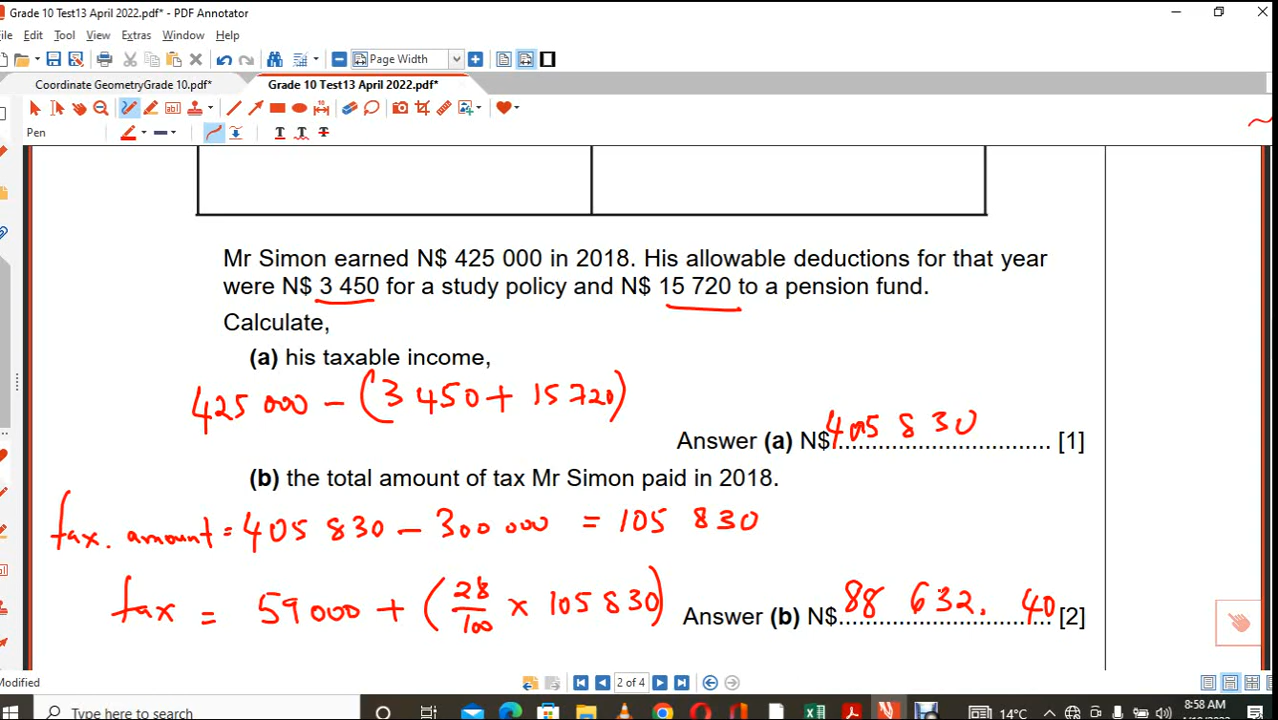 Grade 10 Test13 April 2022.pdf* - PDF Annotator
ile Edit Tool View Extras Window Help
Page Width
Coordinate GeometryGrade 10.pdf* Grade 10 Test13 April 2022.pdf*
Pen
Mr Simon earned N$ 425 000 in 2018. His allowable deductions for that year
were N$ 3 450 for a study policy and N$ 15 720 to a pension fund.
Calculate,
(a) his taxable income,
425 000 - (3 450 + 15 720)
Answer (a) N$ 405 830 [1]
(b) the total amount of tax Mr Simon paid in 2018.
tax. amount = 405 830 - 300 000 = 105 830
tax = 59 000 + (28/100 x 105 830) Answer (b) N$ 88 632. 40 [2]
Modified 2 of 4
Type here to search 14°C 8:58 AM